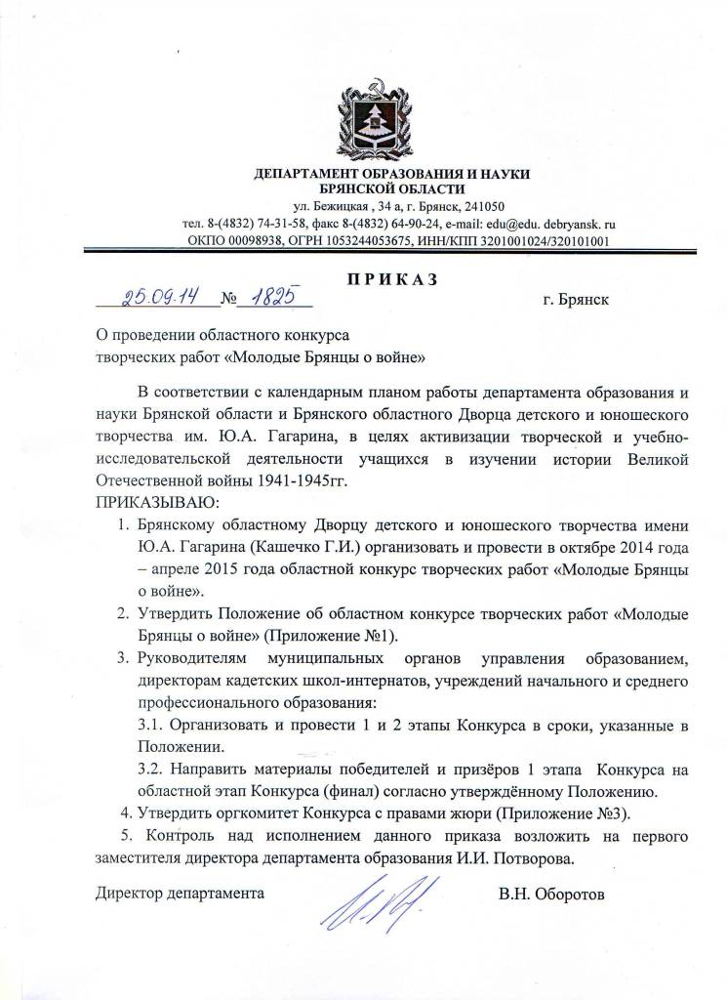 ДЕПАРТАМЕНТ ОБРАЗОВАНИЯ И НАУКИ
БРЯНСКОЙ ОБЛАСТИ
ул. Бежицкая , 34 а, г. Брянск, 241050
тел. 8-(4832) 74-31-58, факс 8-(4832) 64-90-24, e-mail: edu@edu. debryansk. ru
ОКПО 00098938, ОГРН 1053244053675, ИНН/КПП 3201001024/320101001
П Р И К А З
25.09.14 № 1825 г. Брянск
О проведении областного конкурса
творческих работ «Молодые Брянцы о войне»
В соответствии с календарным планом работы департамента образования и
науки Брянской области и Брянского областного Дворца детского и юношеского
творчества им. Ю.А. Гагарина, в целях активизации творческой и учебно-
исследовательской деятельности учащихся в изучении истории Великой
Отечественной войны 1941-1945гг.
ПРИКАЗЫВАЮ:
1. Брянскому областному Дворцу детского и юношеского творчества имени
Ю.А. Гагарина (Кашечко Г.И.) организовать и провести в октябре 2014 года
– апреле 2015 года областной конкурс творческих работ «Молодые Брянцы
о войне».
2. Утвердить Положение об областном конкурсе творческих работ «Молодые
Брянцы о войне» (Приложение №1).
3. Руководителям муниципальных органов управления образованием,
директорам кадетских школ-интернатов, учреждений начального и среднего
профессионального образования:
3.1. Организовать и провести 1 и 2 этапы Конкурса в сроки, указанные в
Положении.
3.2. Направить материалы победителей и призёров 1 этапа Конкурса на
областной этап Конкурса (финал) согласно утверждённому Положению.
4. Утвердить оргкомитет Конкурса с правами жюри (Приложение №3).
5. Контроль над исполнением данного приказа возложить на первого
заместителя директора департамента образования И.И. Потворова.
Директор департамента В.Н. Оборотов